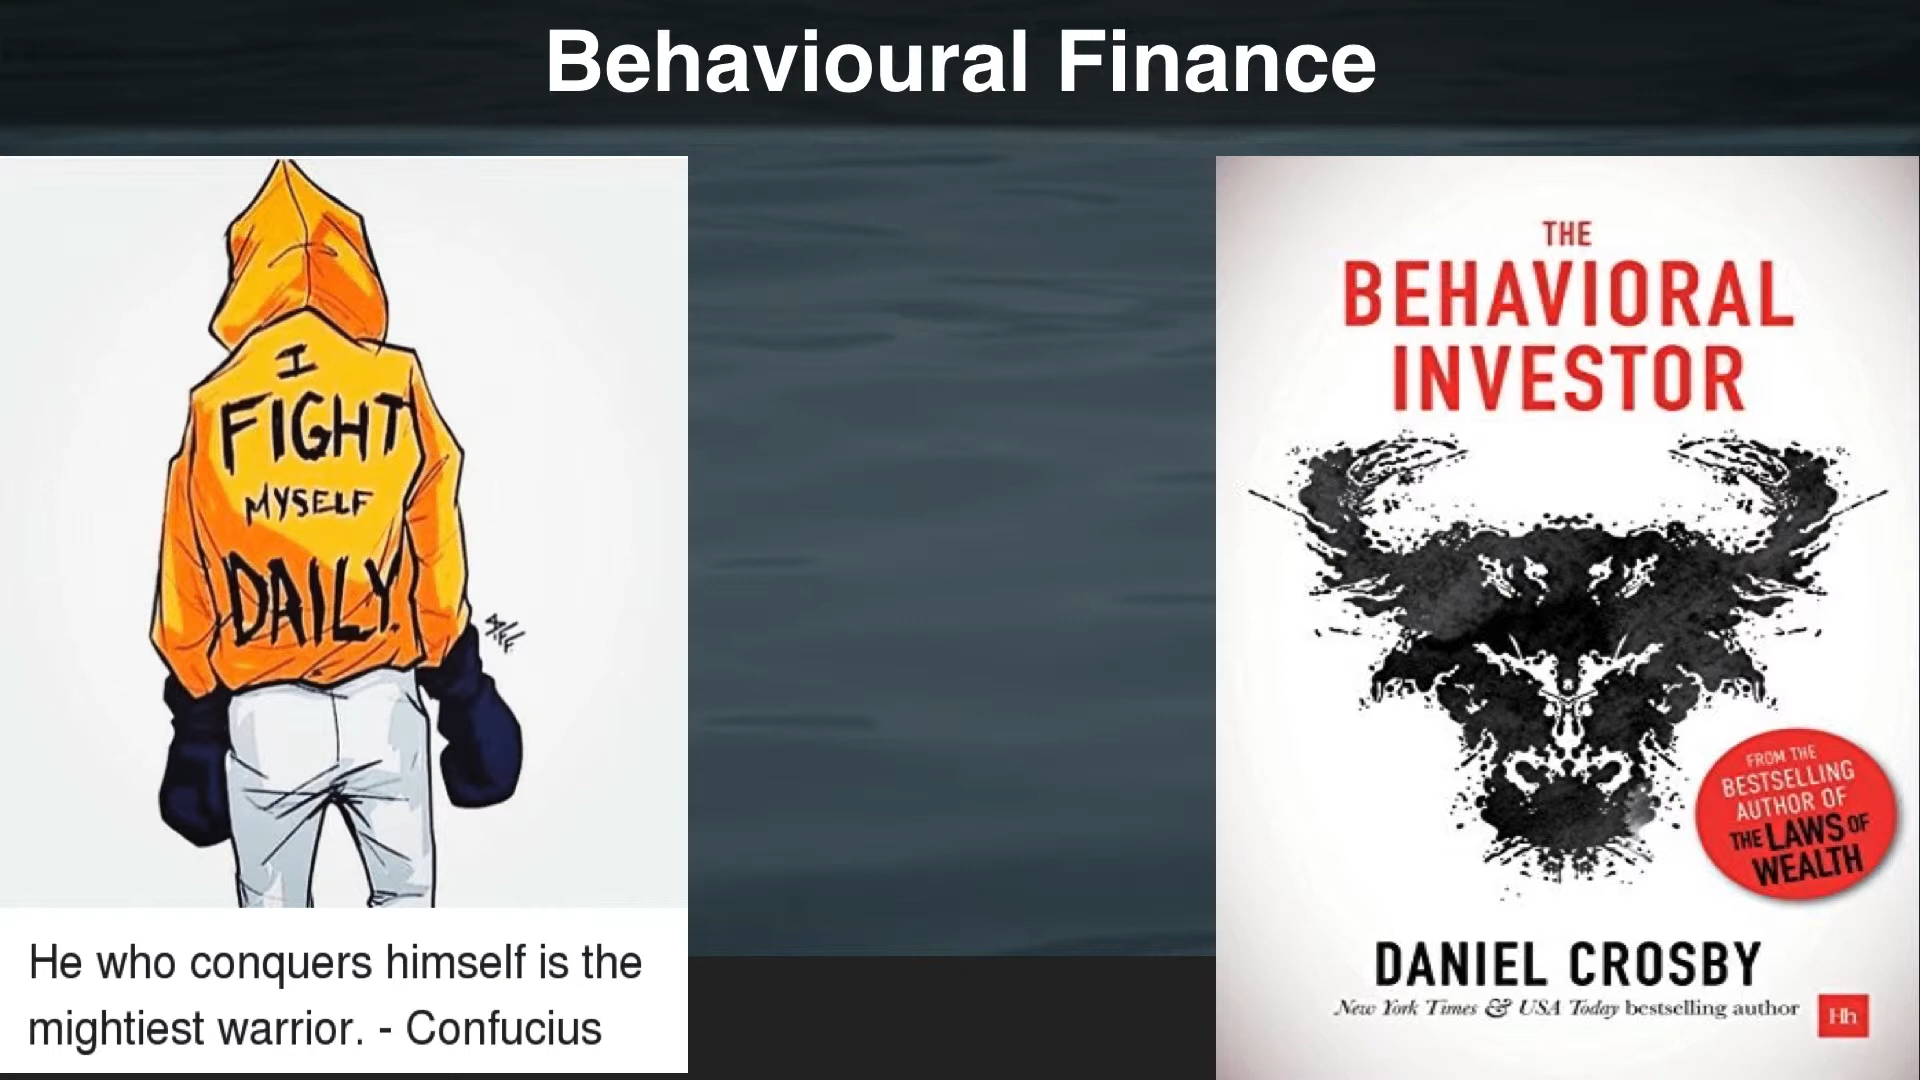 Behavioural Finance
I
FIGHT
MYSELF
DAILY.
He who conquers himself is the
mightiest warrior. - Confucius
THE
BEHAVIORAL
INVESTOR
FROM THE
BESTSELLING
AUTHOR OF
THE LAWS OF
WEALTH
DANIEL CROSBY
New York Times & USA Today bestselling author
Hh